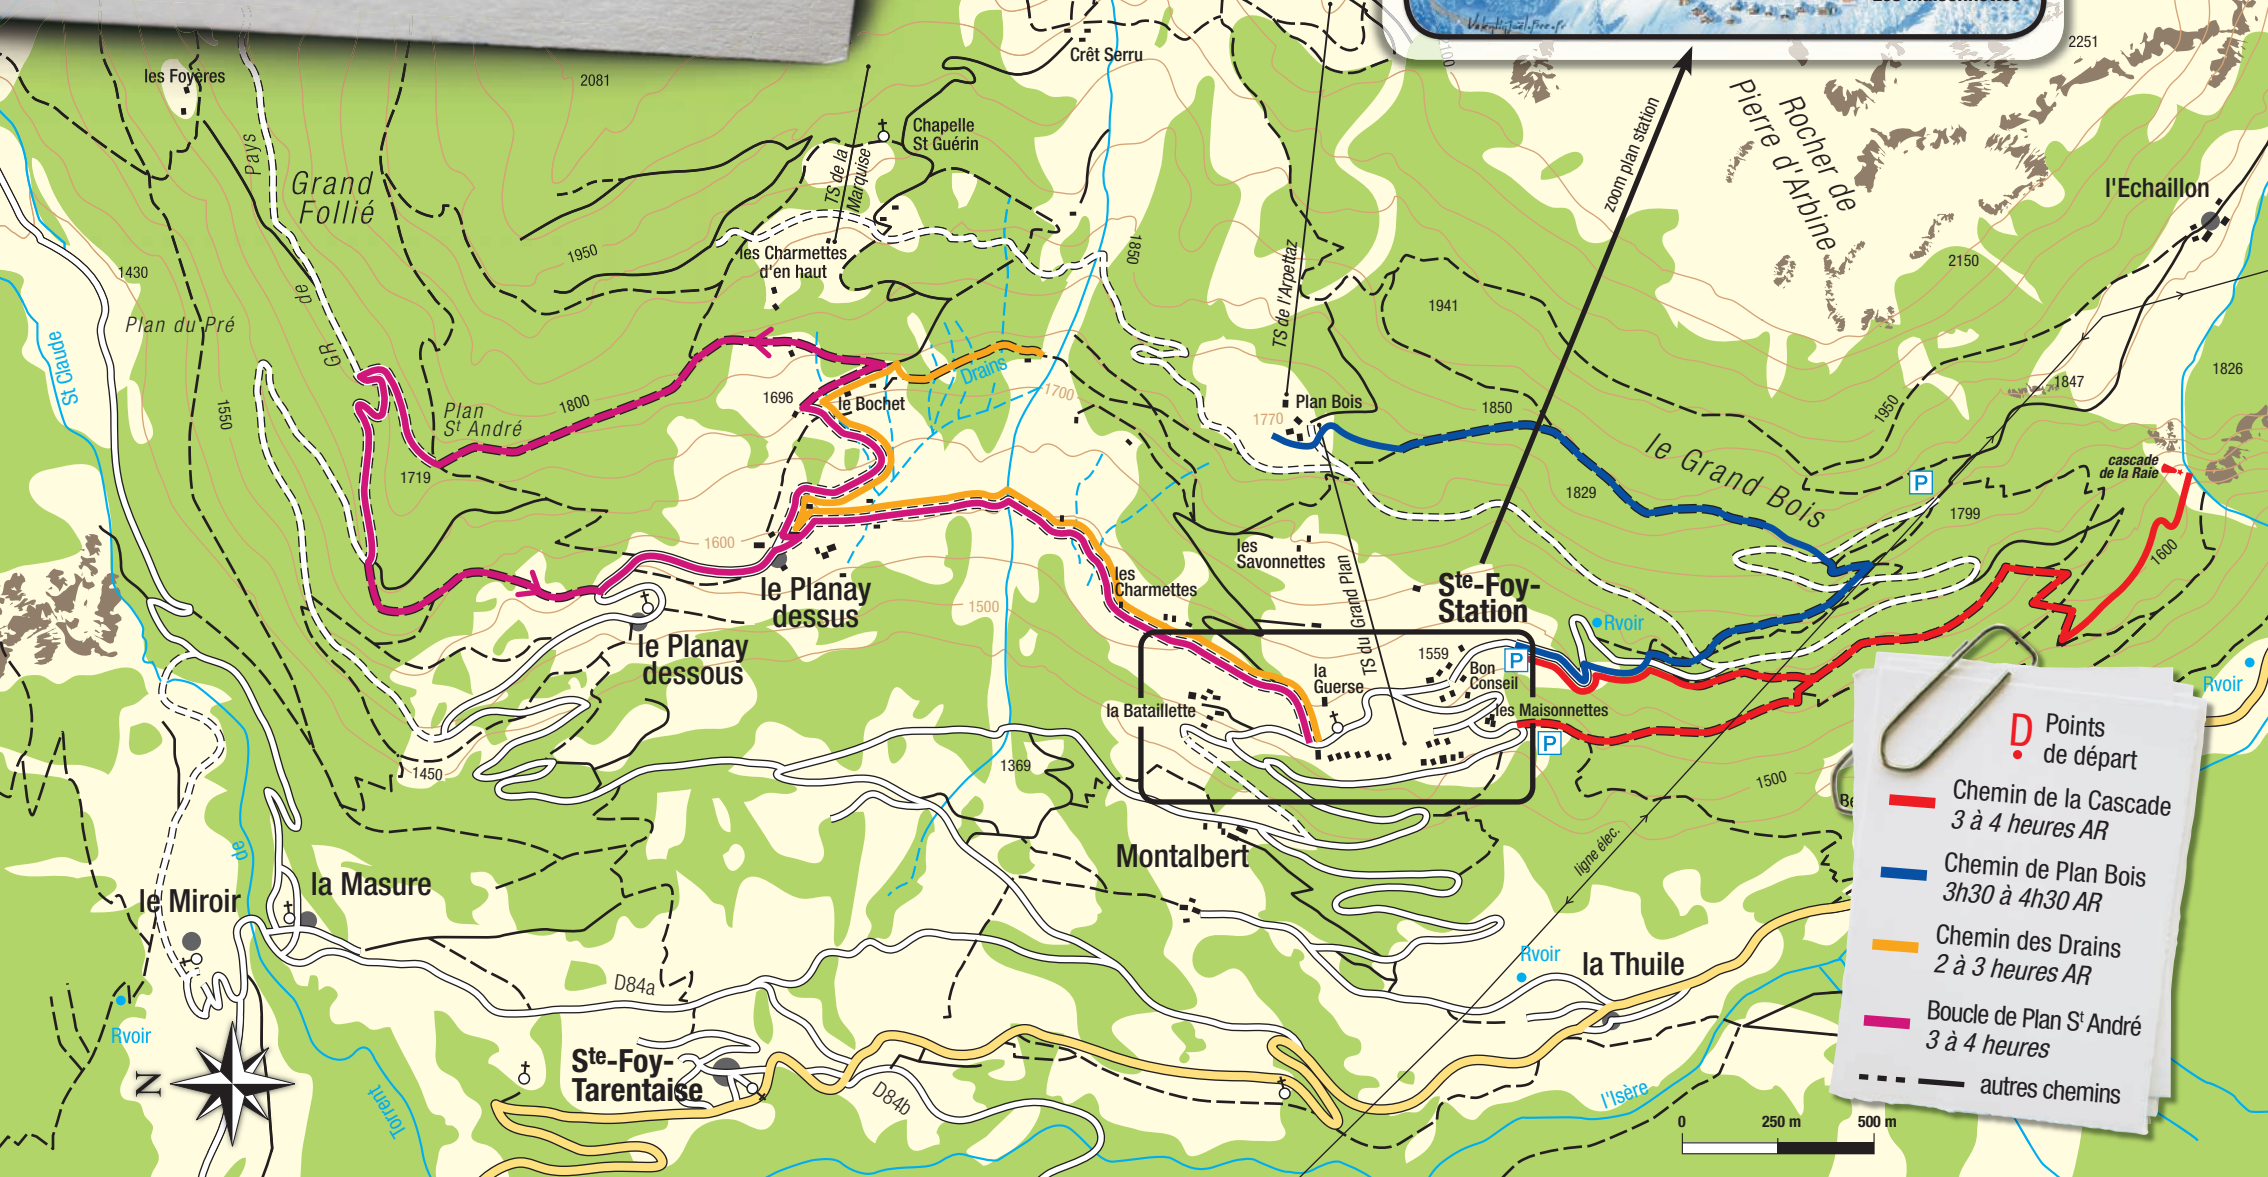 Valentin Joël.free.fr
2251
Crêt Serru
les Foyères
2081
2100
Pays
de
GR
Grand
Follié
Chapelle
St Guérin
TS de la
Marquise
zoom plan station
Rocher de
Pierre d'Arbine
l'Echaillon
1950
les Charmettes
d'en haut
1850
TS de l'Arpettaz
2150
1430
Plan du Pré
1941
St Claude
1826
1847
Drains
1700
1696
le Bochet
Plan Bois
1770
1850
1950
1550
1800
Plan
St André
le Grand Bois
cascade
de la Raie
1719
1829
P
1799
1600
les
Savonnettes
1600
le Planay
dessus
les
Charmettes
TS du Grand Plan
Ste-Foy-
Station
1500
Rvoir
le Planay
dessous
1559
P
la
Guerse
Bon
Conseil
Rvoir
la Bataillette
les Maisonnettes
P
1450
1369
1500
Be
ligne élec.
Montalbert
de
le Miroir
la Masure
D84a
Rvoir
la Thuile
Rvoir
N
Ste-Foy-
Tarentaise
D84b
Torrent
l'Isère
0
250 m
500 m
D
Points
de départ
Chemin de la Cascade
3 à 4 heures AR
Chemin de Plan Bois
3h30 à 4h30 AR
Chemin des Drains
2 à 3 heures AR
Boucle de Plan St André
3 à 4 heures
autres chemins